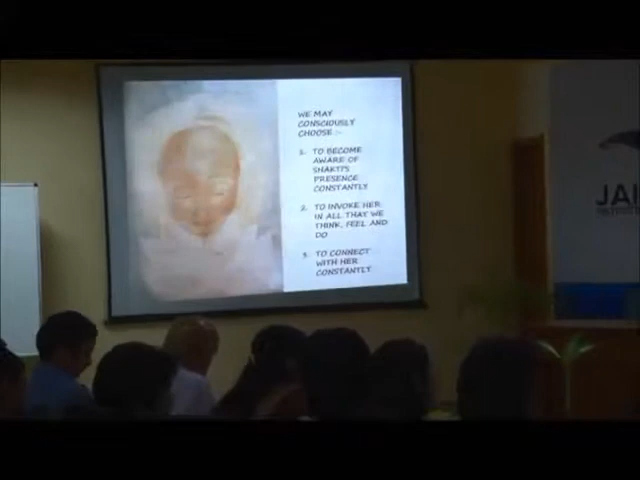 WE MAY
CONSCIOUSLY
CHOOSE :-
1. TO BECOME
AWARE OF
SHAKTI'S
PRESENCE
CONSTANTLY
2. TO INVOKE HER
IN ALL THAT WE
THINK, FEEL AND
DO
3. TO CONNECT
WITH HER
CONSTANTLY
JAI